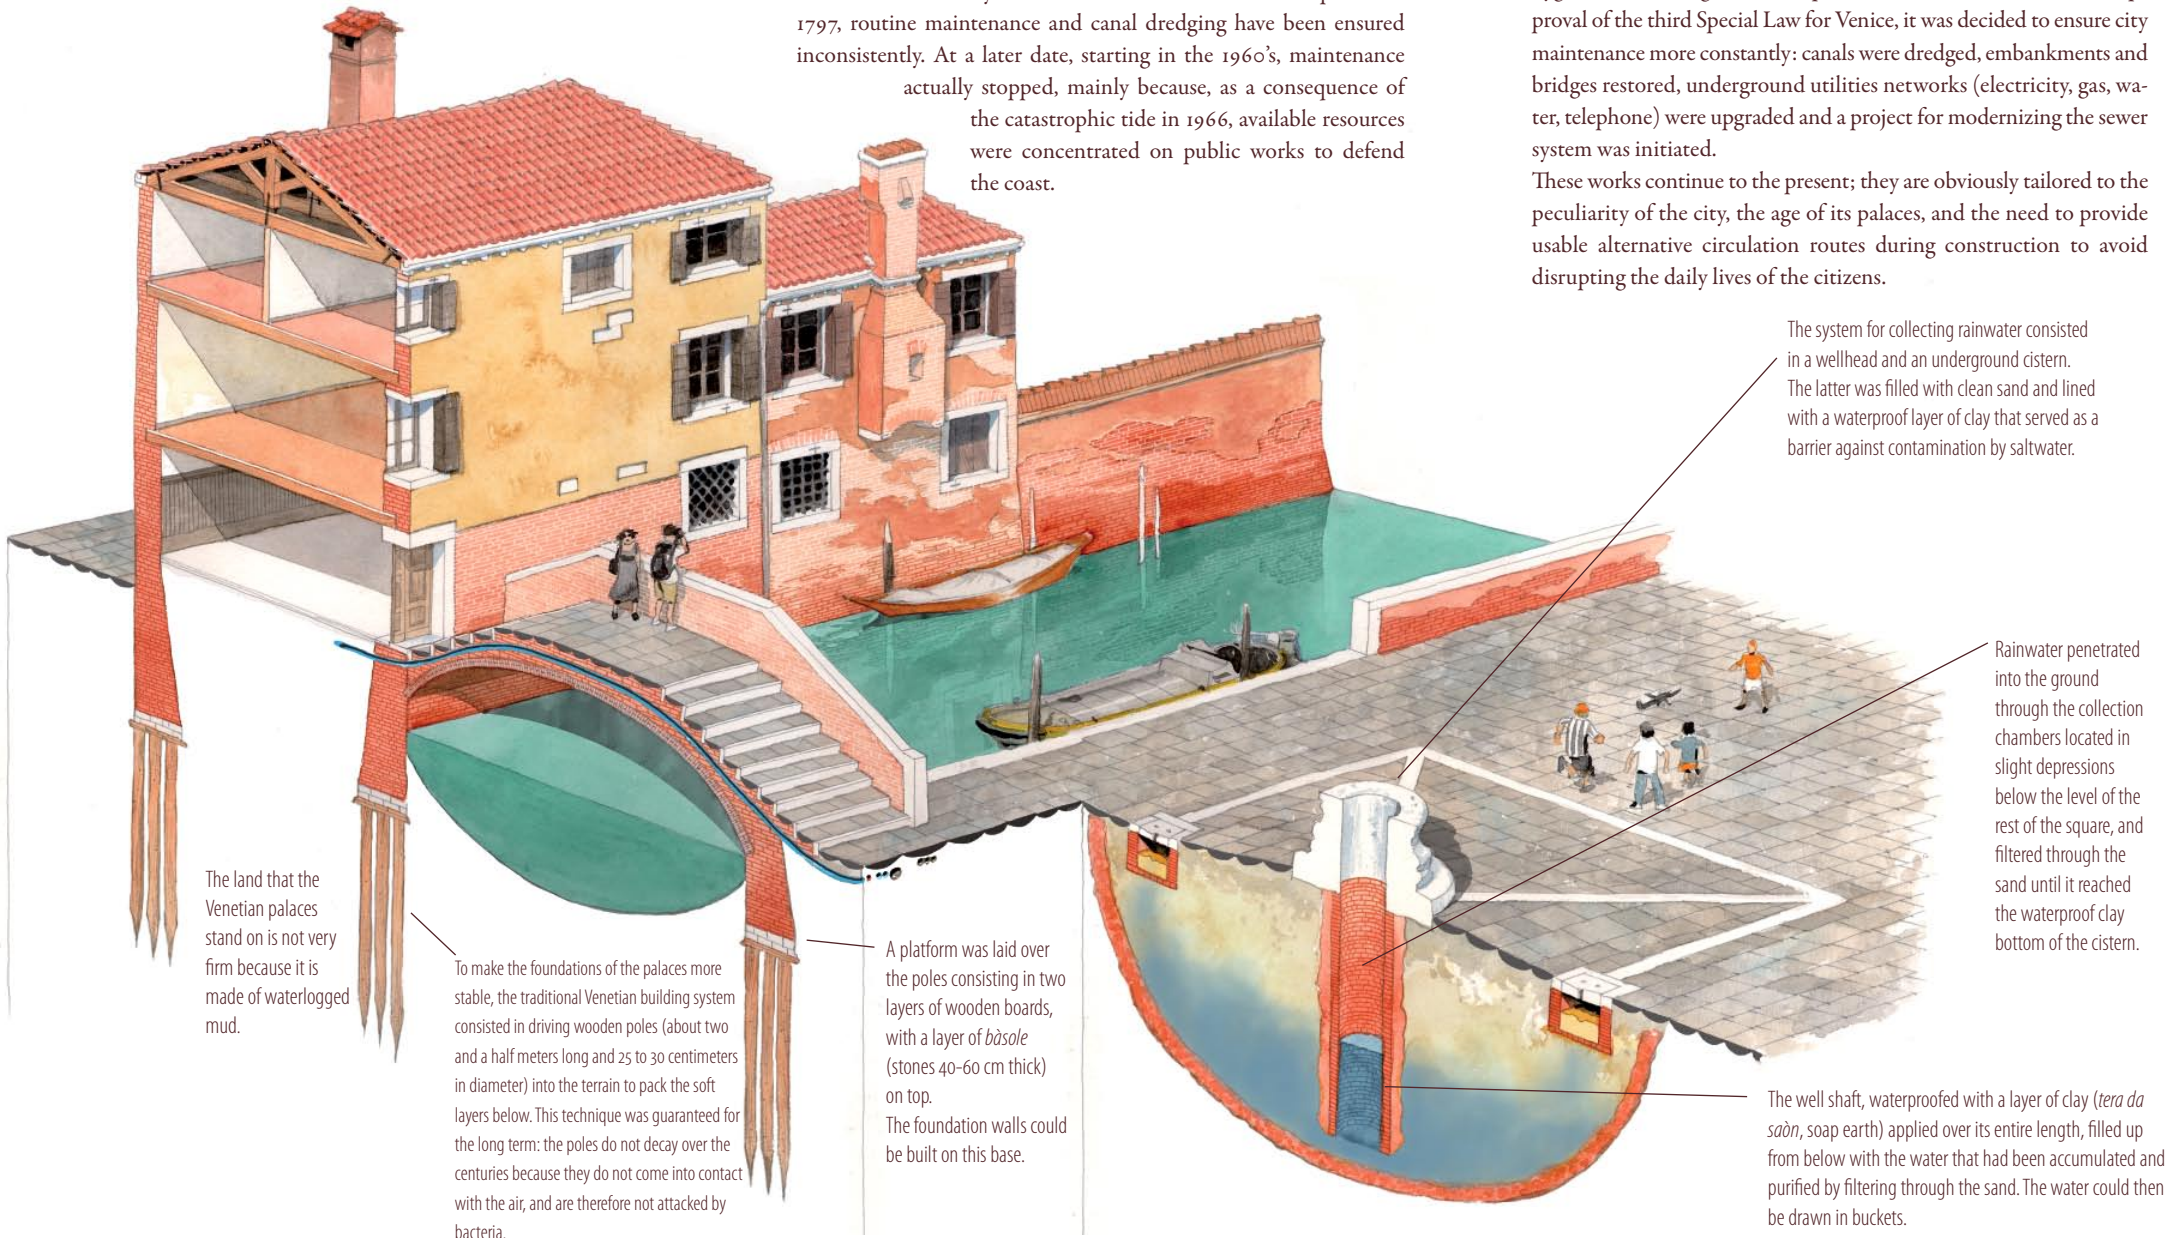 1797, routine maintenance and canal dredging have been ensured
inconsistently. At a later date, starting in the 1960's, maintenance
actually stopped, mainly because, as a consequence of
the catastrophic tide in 1966, available resources
were concentrated on public works to defend
the coast.
proval of the third Special Law for Venice, it was decided to ensure city
maintenance more constantly: canals were dredged, embankments and
bridges restored, underground utilities networks (electricity, gas, wa-
ter, telephone) were upgraded and a project for modernizing the sewer
system was initiated.
These works continue to the present; they are obviously tailored to the
peculiarity of the city, the age of its palaces, and the need to provide
usable alternative circulation routes during construction to avoid
disrupting the daily lives of the citizens.
The system for collecting rainwater consisted
in a wellhead and an underground cistern.
The latter was filled with clean sand and lined
with a waterproof layer of clay that served as a
barrier against contamination by saltwater.
Rainwater penetrated
into the ground
through the collection
chambers located in
slight depressions
below the level of the
rest of the square, and
filtered through the
sand until it reached
the waterproof clay
bottom of the cistern.
The land that the
Venetian palaces
stand on is not very
firm because it is
made of waterlogged
mud.
To make the foundations of the palaces more
stable, the traditional Venetian building system
consisted in driving wooden poles (about two
and a half meters long and 25 to 30 centimeters
in diameter) into the terrain to pack the soft
layers below. This technique was guaranteed for
the long term: the poles do not decay over the
centuries because they do not come into contact
with the air, and are therefore not attacked by
bacteria.
A platform was laid over
the poles consisting in two
layers of wooden boards,
with a layer of bàsole
(stones 40-60 cm thick)
on top.
The foundation walls could
be built on this base.
The well shaft, waterproofed with a layer of clay (tera da
saòn, soap earth) applied over its entire length, filled up
from below with the water that had been accumulated and
purified by filtering through the sand. The water could then
be drawn in buckets.